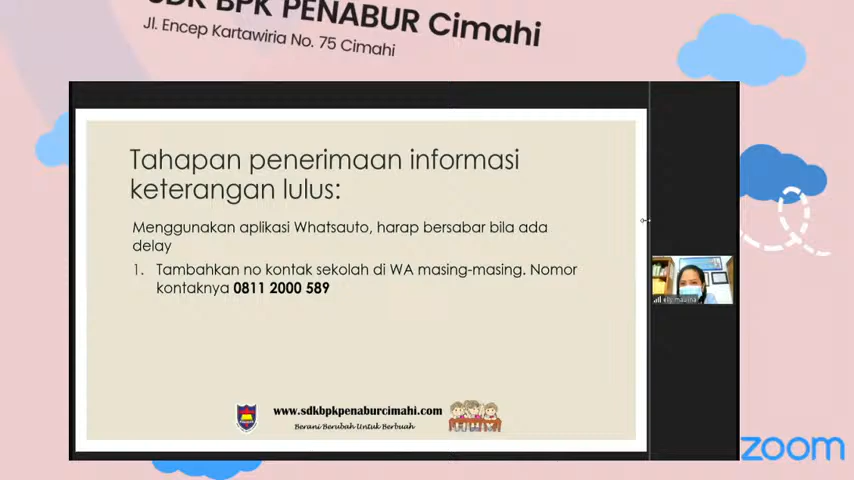 SDK BPK PENABUR Cimahi
Jl. Encep Kartawiria No. 75 Cimahi
Tahapan penerimaan informasi
keterangan lulus:
Menggunakan aplikasi Whatsauto, harap bersabar bila ada
delay
1. Tambahkan no kontak sekolah di WA masing-masing. Nomor
kontaknya 0811 2000 589
www.sdkbpkpenaburcimahi.com
Berani Berubah Untuk Berbuah
zoom